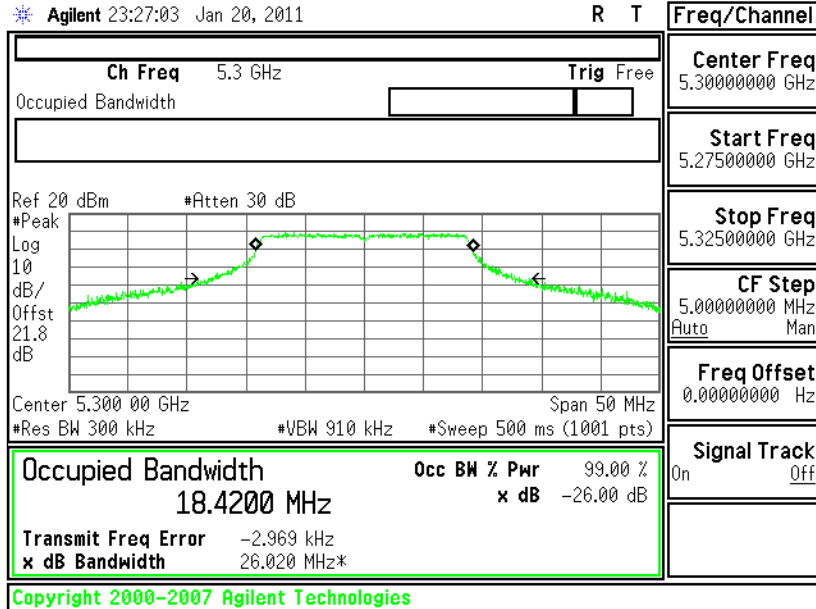 Agilent 23:27:03 Jan 20, 2011 R T
Freq/Channel
Ch Freq 5.3 GHz Trig Free
Occupied Bandwidth
Center Freq
5.30000000 GHz
Start Freq
5.27500000 GHz
Stop Freq
5.32500000 GHz
CF Step
5.00000000 MHz
Auto Man
Freq Offset
0.00000000 Hz
Signal Track
On Off
Ref 20 dBm #Atten 30 dB
#Peak
Log
10
dB/
Offst
21.8
dB
Center 5.300 00 GHz Span 50 MHz
#Res BW 300 kHz #VBW 910 kHz #Sweep 500 ms (1001 pts)
Occupied Bandwidth
18.4200 MHz
Occ BW % Pwr 99.00 %
x dB -26.00 dB
Transmit Freq Error -2.969 kHz
x dB Bandwidth 26.020 MHz*
Copyright 2000-2007 Agilent Technologies